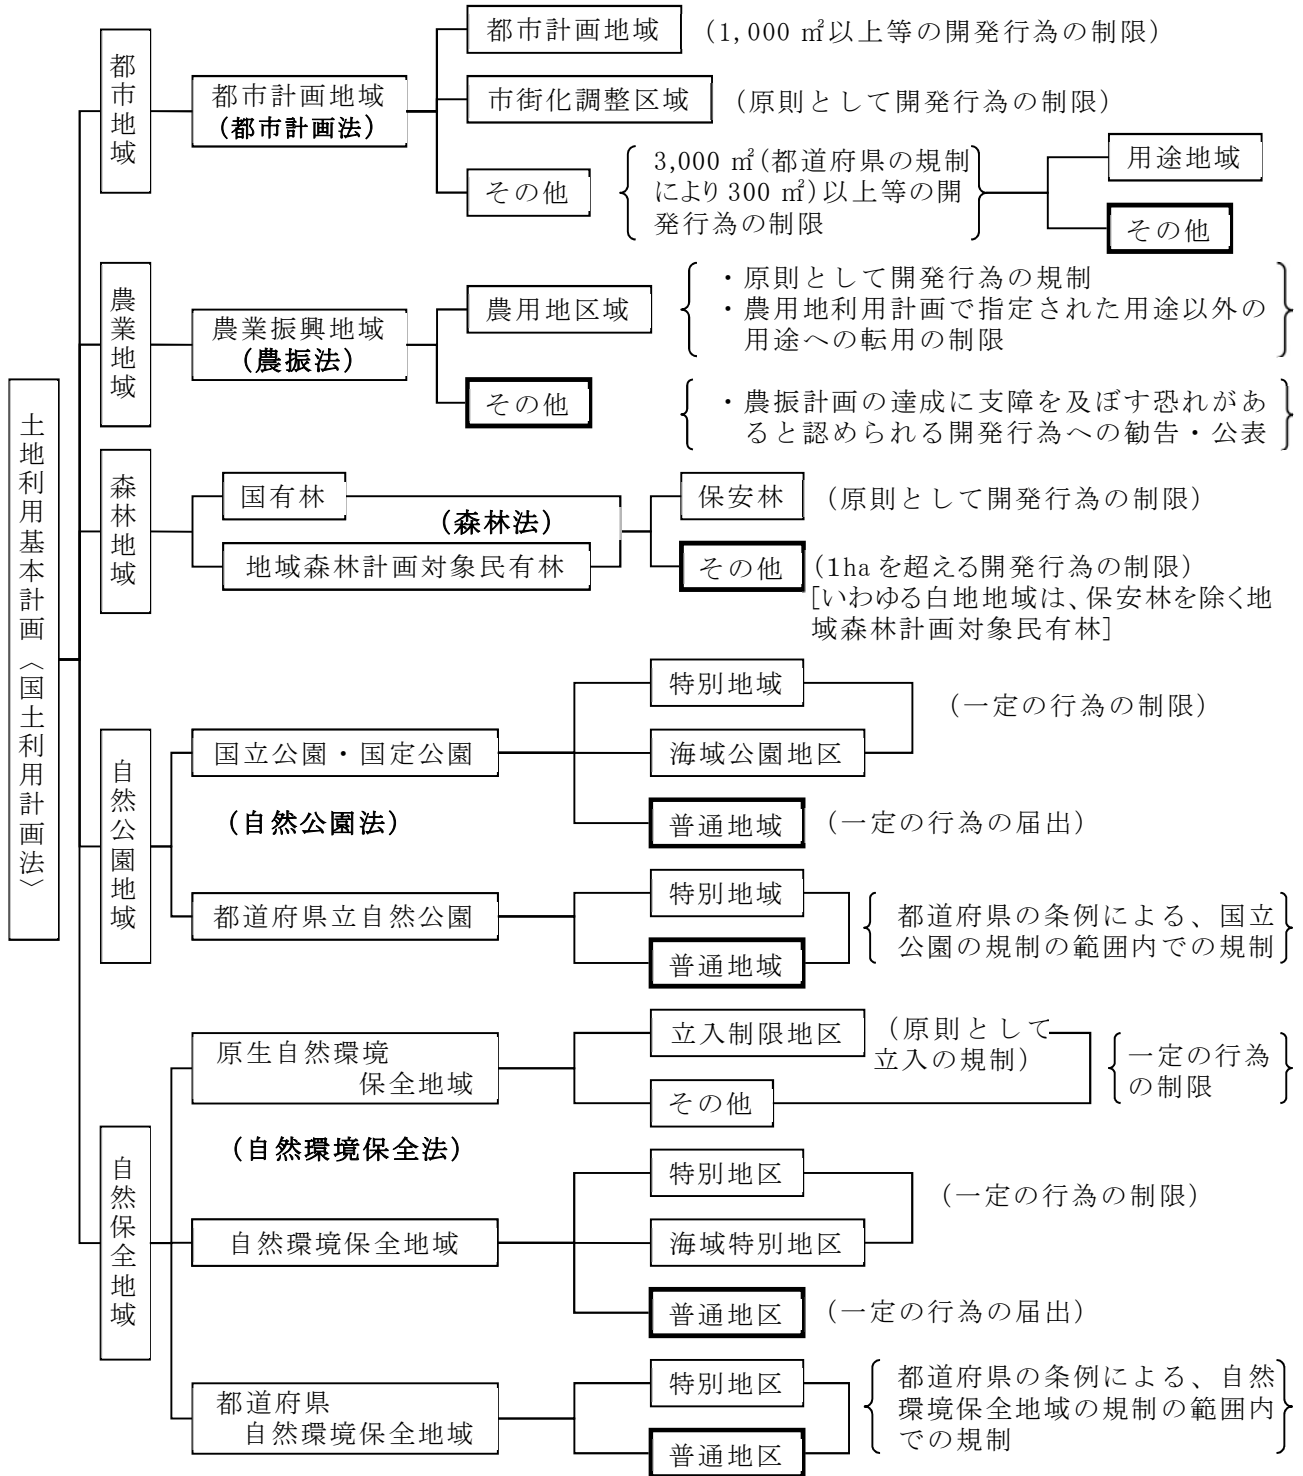 土地利用基本計画〈国土利用計画法〉
都市地域
都市計画地域
(都市計画法)
都市計画地域
(1,000 ㎡以上等の開発行為の制限)
市街化調整区域
(原則として開発行為の制限)
その他
3,000 ㎡(都道府県の規制
により 300 ㎡)以上等の開
発行為の制限
用途地域
その他
農業地域
農業振興地域
(農振法)
農用地区域
・原則として開発行為の規制
・農用地利用計画で指定された用途以外の
用途への転用の制限
その他
・農振計画の達成に支障を及ぼす恐れがあ
ると認められる開発行為への勧告・公表
森林地域
国有林
(森林法)
地域森林計画対象民有林
保安林
(原則として開発行為の制限)
その他
(1ha を超える開発行為の制限)
[いわゆる白地地域は、保安林を除く地
域森林計画対象民有林]
自然公園地域
国立公園・国定公園
(自然公園法)
特別地域
海域公園地区
(一定の行為の制限)
普通地域
(一定の行為の届出)
都道府県立自然公園
特別地域
普通地域
都道府県の条例による、国立
公園の規制の範囲内での規制
自然保全地域
原生自然環境
保全地域
(自然環境保全法)
立入制限地区
(原則として
立入の規制)
その他
一定の行為
の制限
自然環境保全地域
特別地区
海域特別地区
(一定の行為の制限)
普通地区
(一定の行為の届出)
都道府県
自然環境保全地域
特別地区
普通地区
都道府県の条例による、自然
環境保全地域の規制の範囲内
での規制